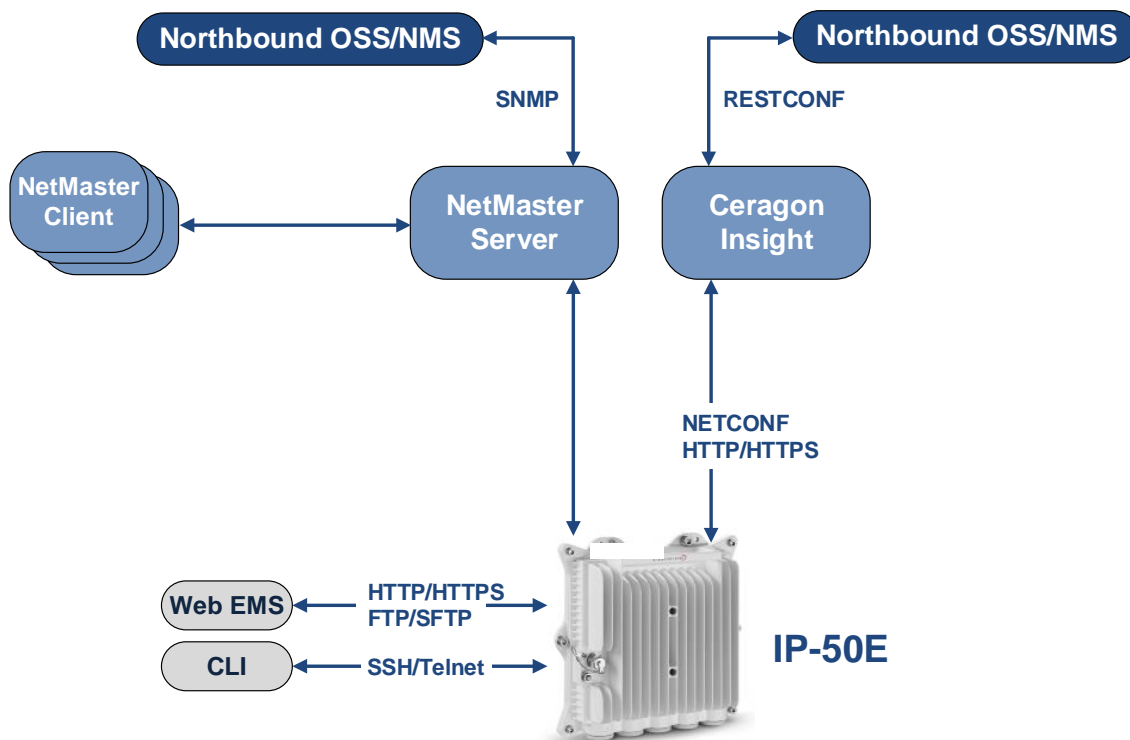 Northbound OSS/NMS
Northbound OSS/NMS
SNMP
RESTCONF
NetMaster
Client
NetMaster
Server
Ceragon
Insight
NETCONF
HTTP/HTTPS
Web EMS
HTTP/HTTPS
FTP/SFTP
CLI
SSH/Telnet
IP-50E